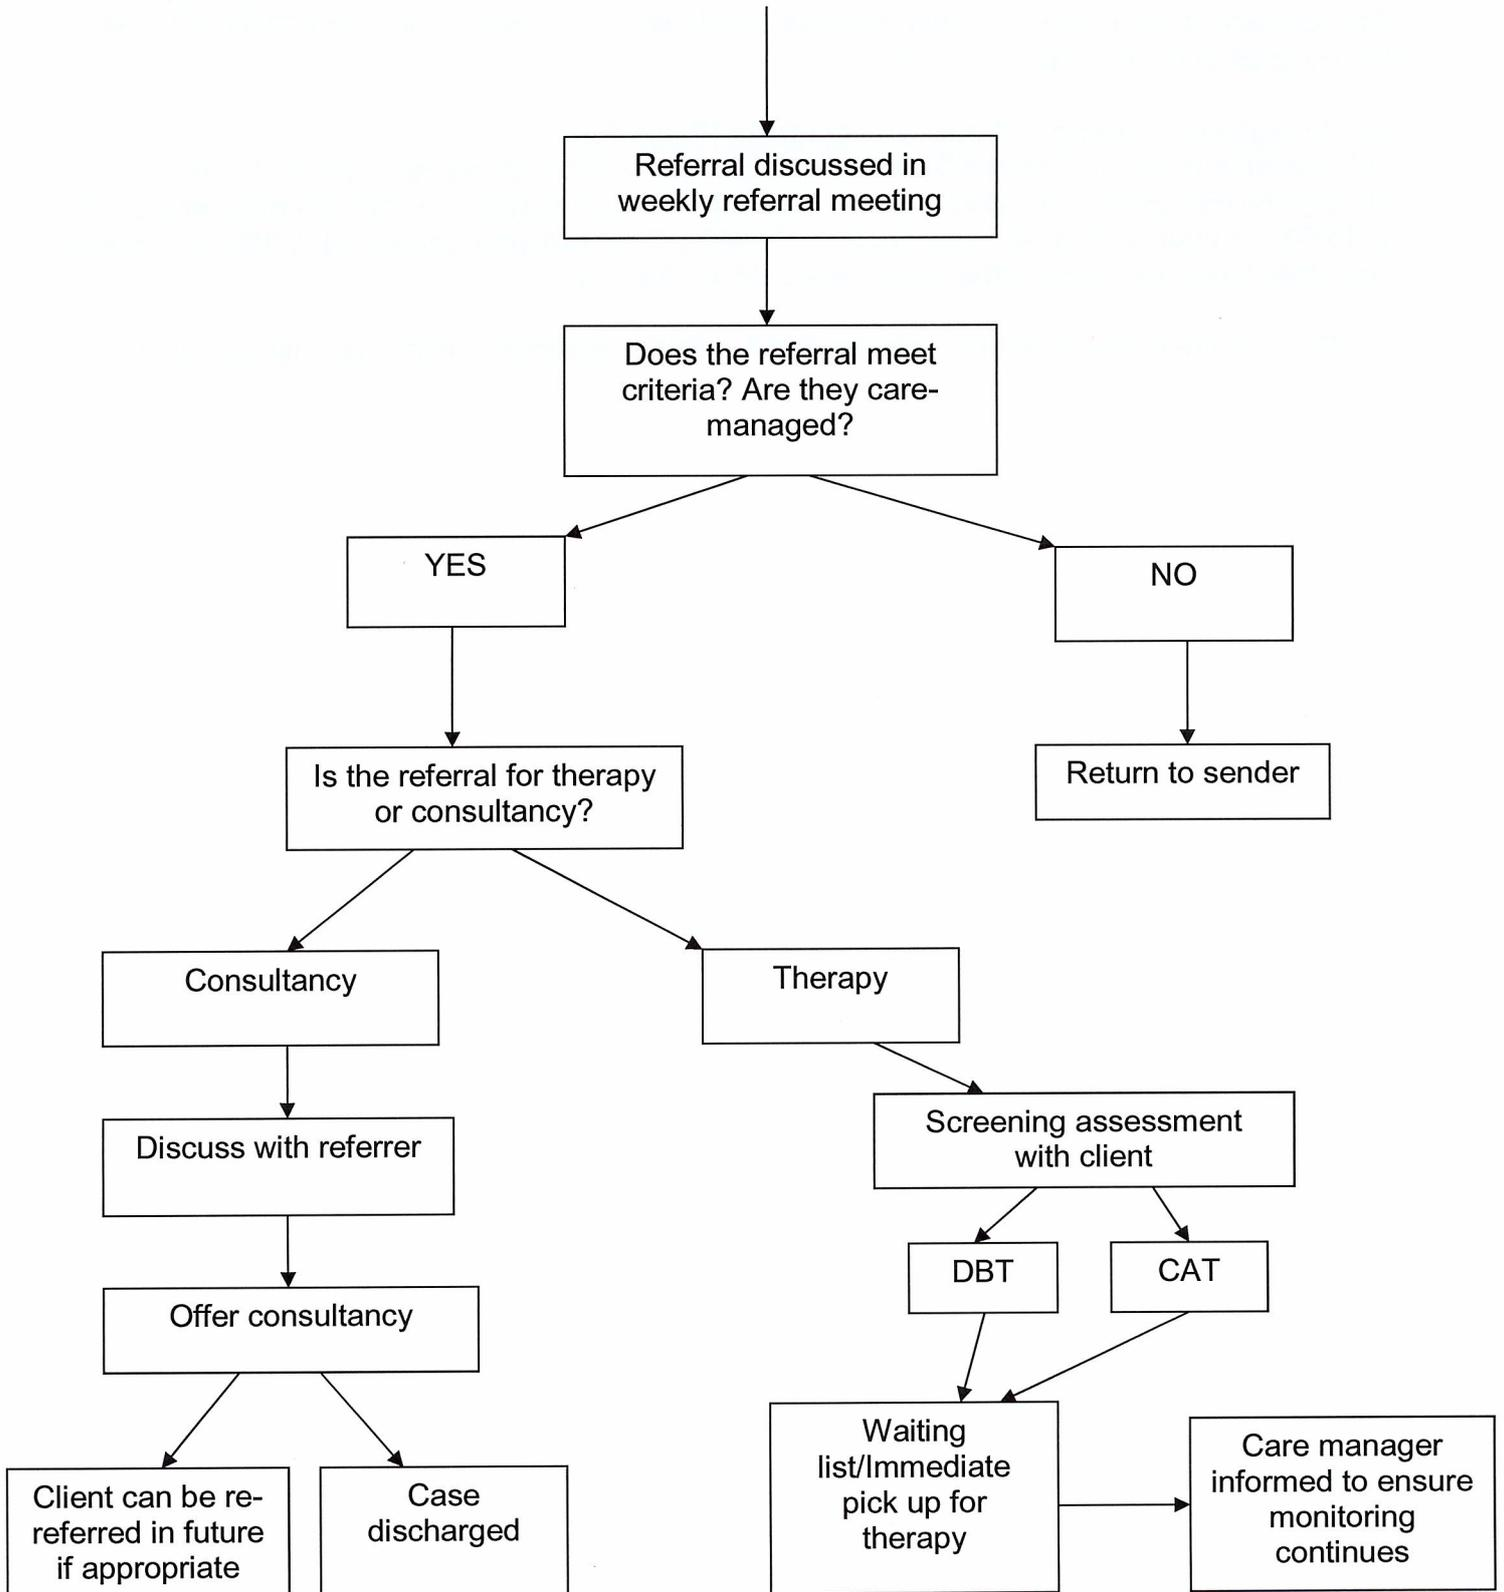 Referral discussed in
weekly referral meeting
Does the referral meet
criteria? Are they care-
managed?
YES
NO
Is the referral for therapy
or consultancy?
Return to sender
Consultancy
Therapy
Discuss with referrer
Screening assessment
with client
DBT
CAT
Offer consultancy
Client can be re-
referred in future
if appropriate
Case
discharged
Waiting
list/Immediate
pick up for
therapy
Care manager
informed to ensure
monitoring
continues